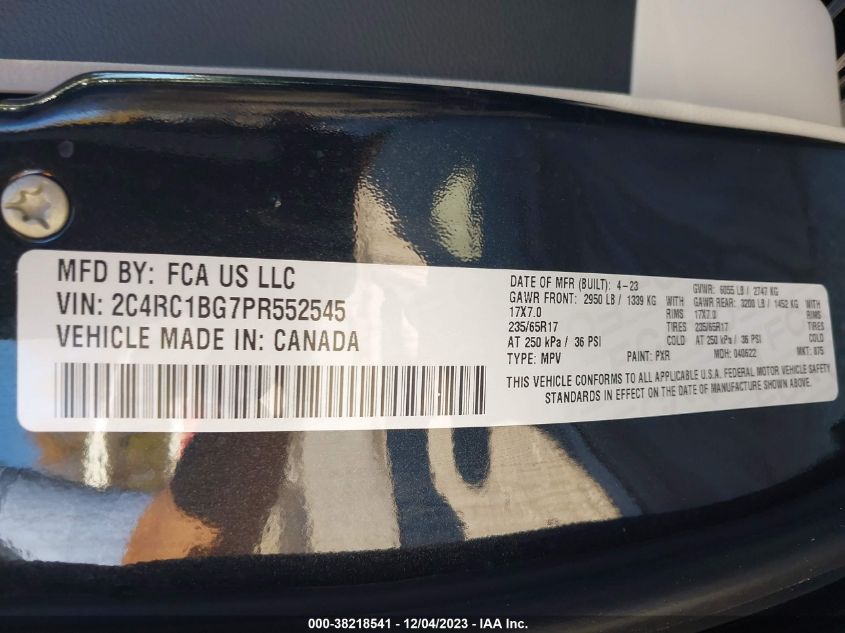 MFD BY: FCA US LLC
VIN: 2C4RC1BG7PR552545
VEHICLE MADE IN: CANADA
DATE OF MFR (BUILT): 4-23 GVWR: 6055 LB / 2747 KG
GAWR FRONT: 2950 LB / 1339 KG GAWR REAR: 3200 LB / 1452 KG
17X7.0 RIMS 17X7.0 RIMS
235/65R17 TIRES 235/65R17 TIRES
AT 250 kPa / 36 PSI COLD AT 250 kPa / 36 PSI COLD
TYPE: MPV PAINT: PXR MDH: 040622 MKT: 875
THIS VEHICLE CONFORMS TO ALL APPLICABLE U.S.A. FEDERAL MOTOR VEHICLE SAFETY
STANDARDS IN EFFECT ON THE DATE OF MANUFACTURE SHOWN ABOVE.
000-38218541 - 12/04/2023 - IAA Inc.